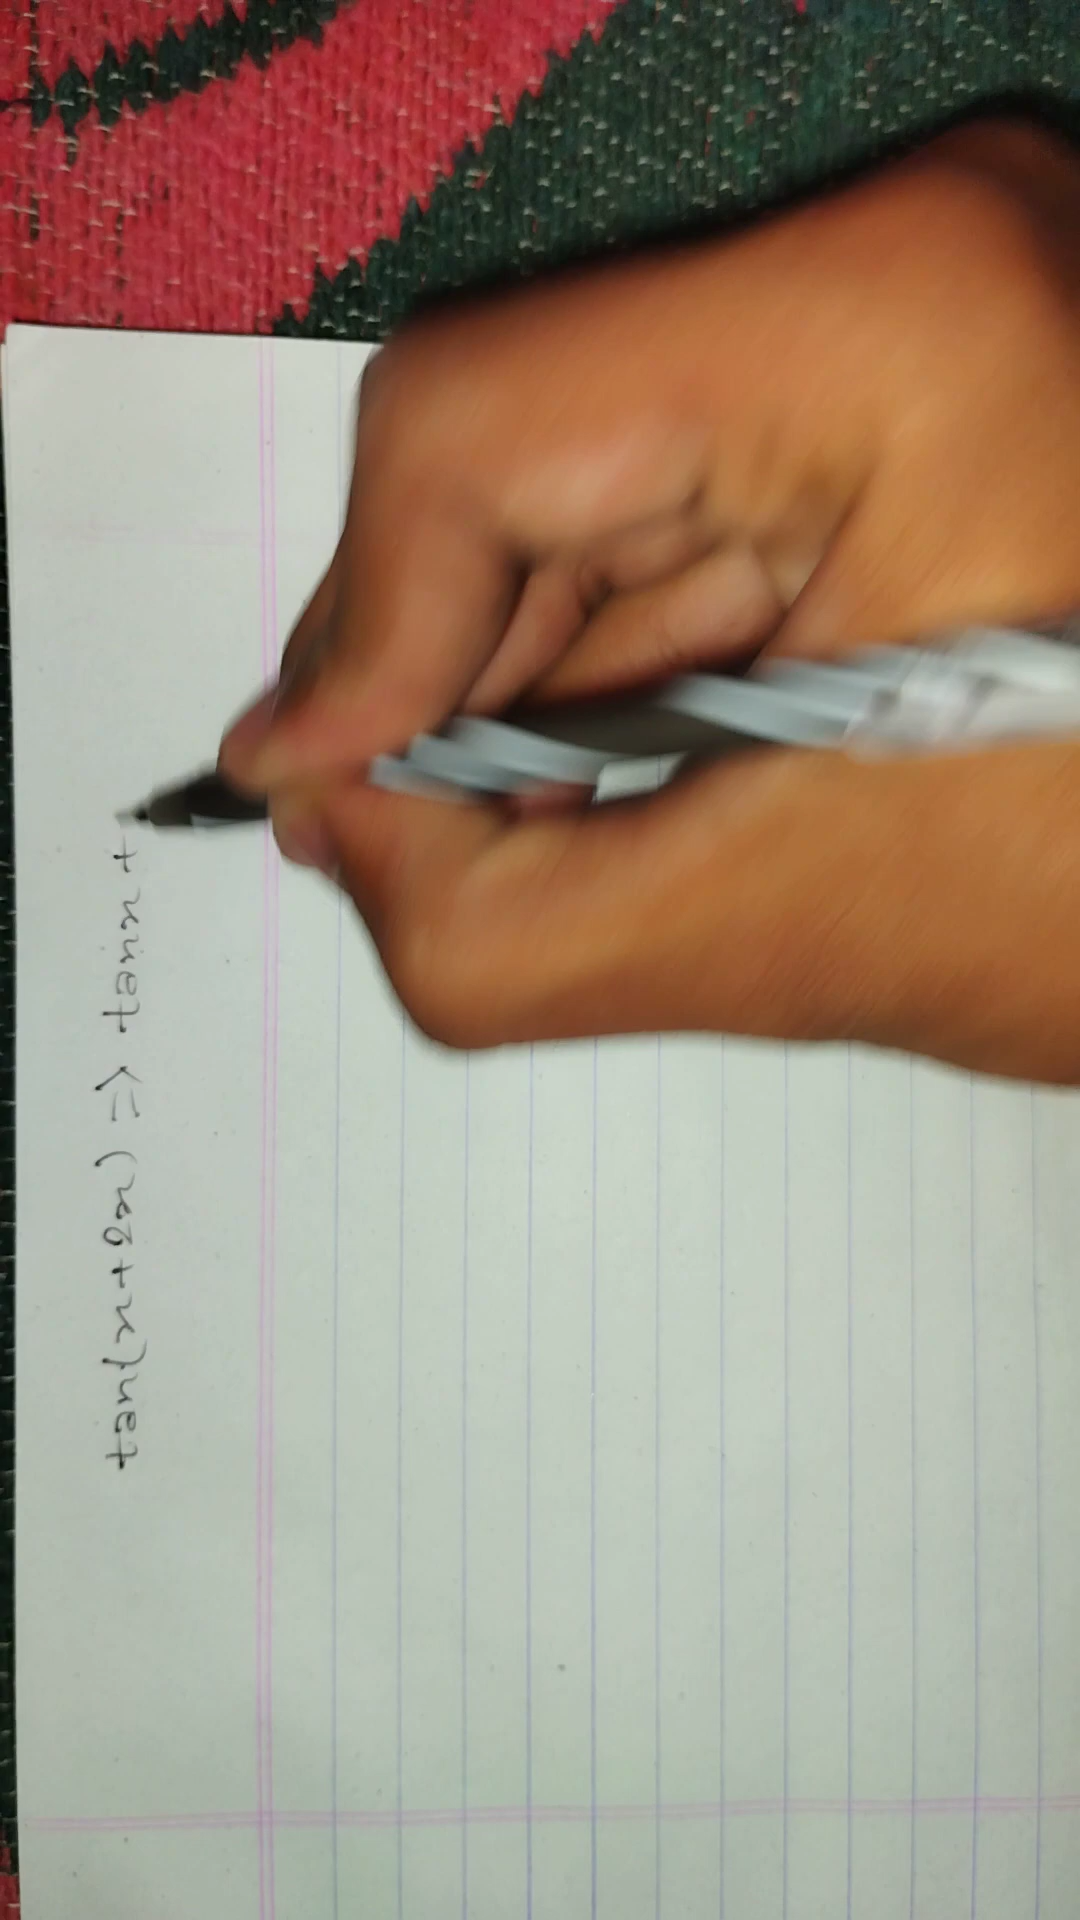 tan(x+2x) => tanx +